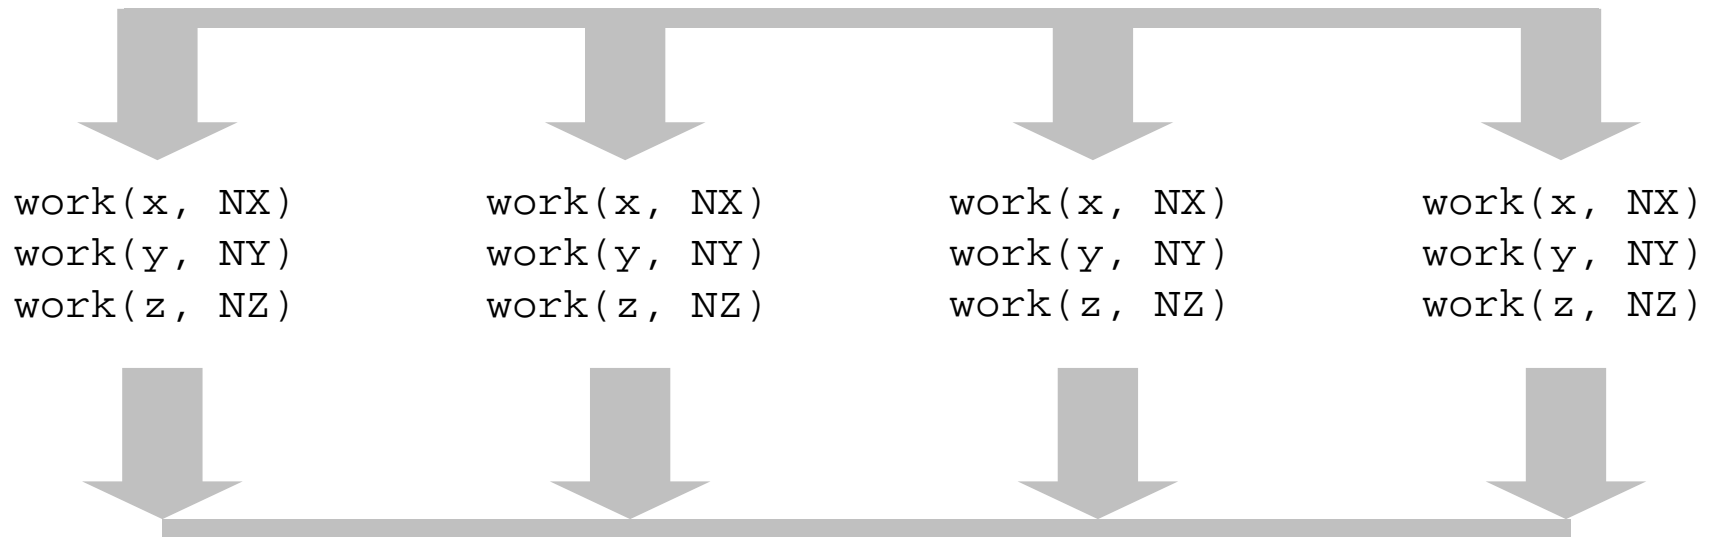 work(x, NX) work(x, NX) work(x, NX) work(x, NX)
work(y, NY) work(y, NY) work(y, NY) work(y, NY)
work(z, NZ) work(z, NZ) work(z, NZ) work(z, NZ)